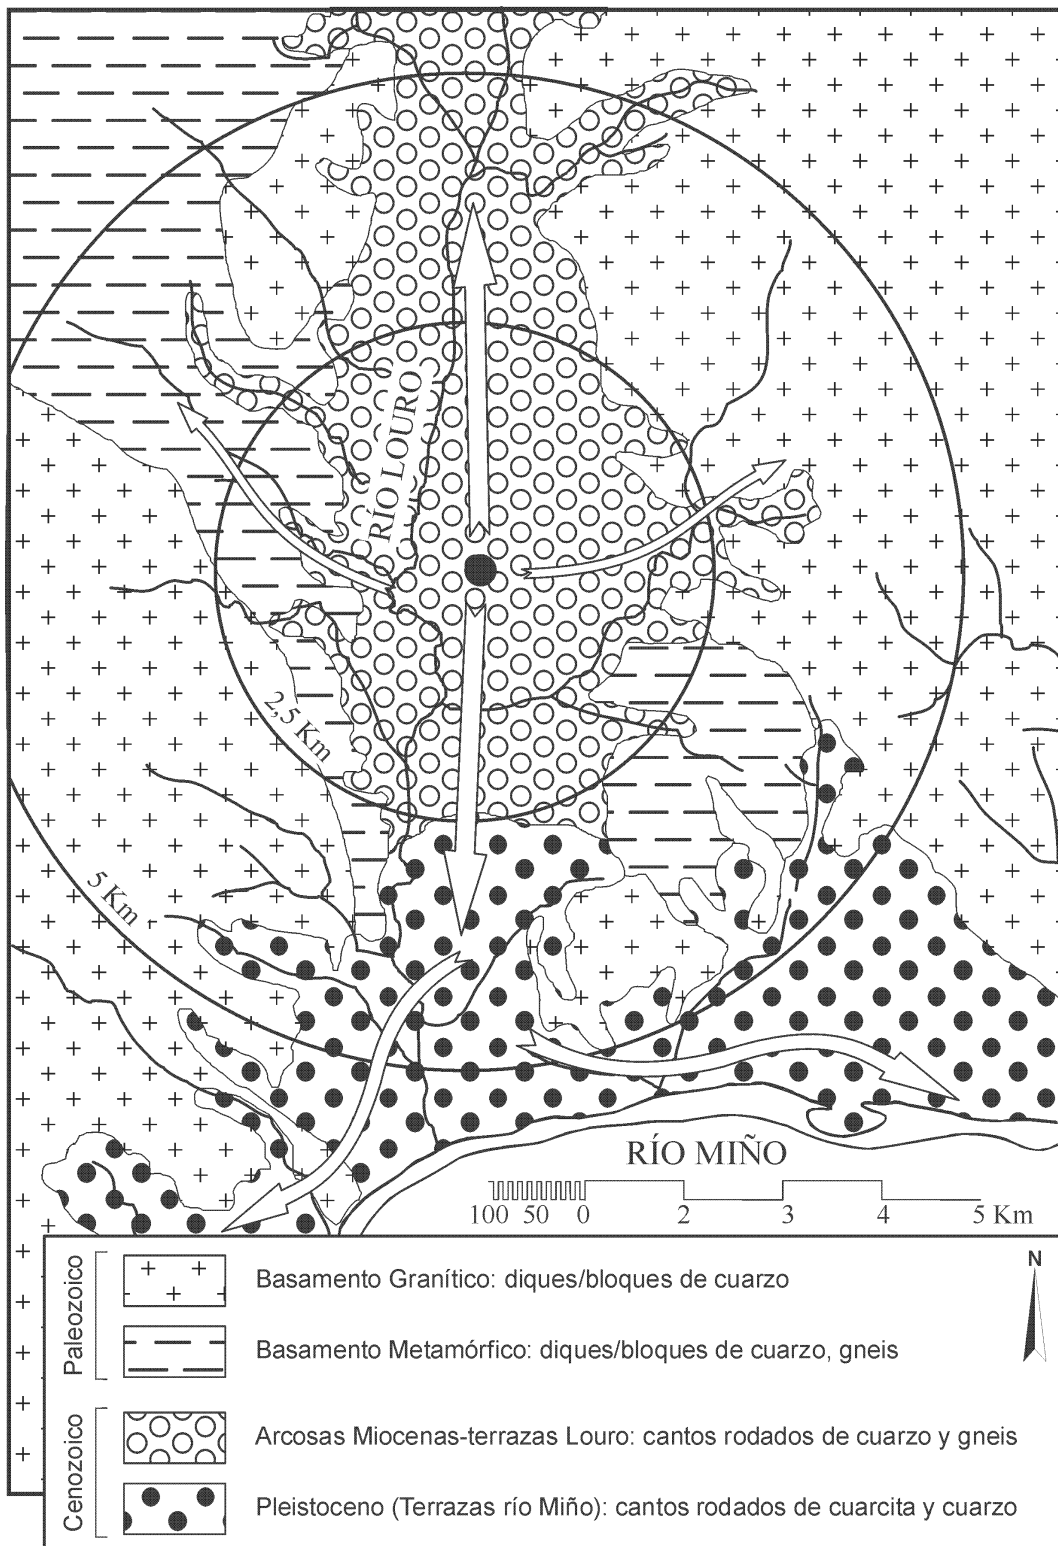 RÍO LOURO
2,5 Km
5 Km
RÍO MIÑO
100 50 0 2 3 4 5 Km
N
Paleozoico
Basamento Granítico: diques/bloques de cuarzo
Basamento Metamórfico: diques/bloques de cuarzo, gneis
Cenozoico
Arcosas Miocenas-terrazas Louro: cantos rodados de cuarzo y gneis
Pleistoceno (Terrazas río Miño): cantos rodados de cuarcita y cuarzo